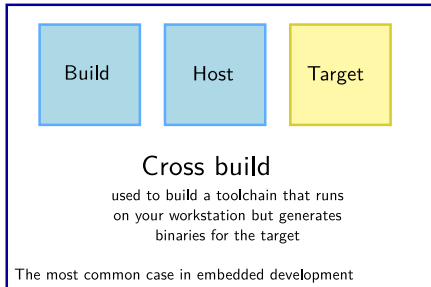 Build Host Target
Cross build
used to build a toolchain that runs
on your workstation but generates
binaries for the target
The most common case in embedded development